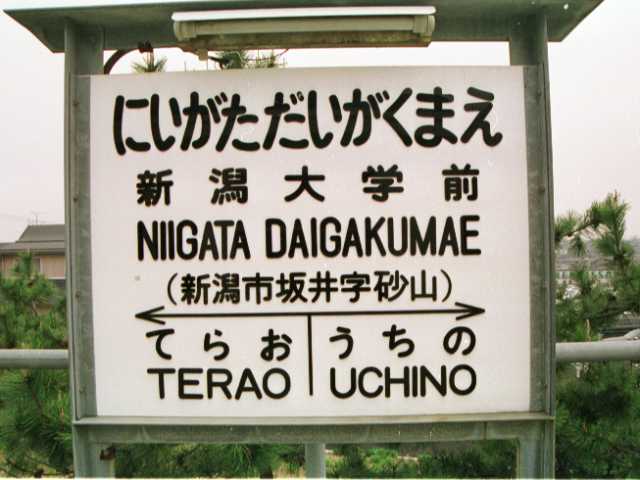 にいがただいがくまえ
新潟大学前
NIIGATA DAIGAKUMAE
(新潟市坂井字砂山)
てらお うちの
TERAO UCHINO